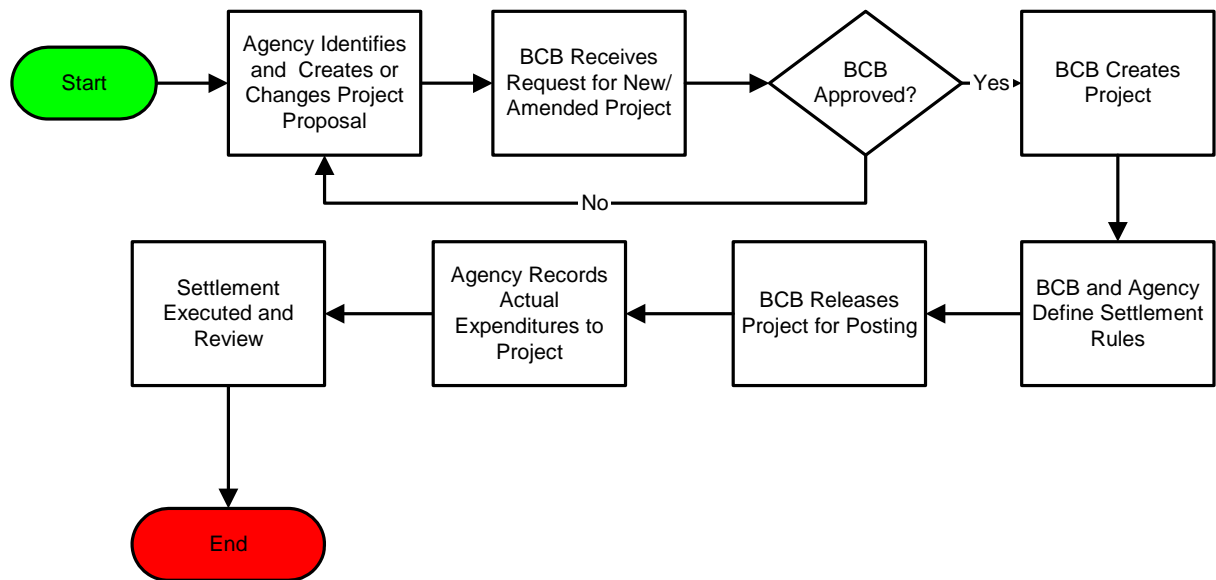 Start
Agency Identifies
and Creates or
Changes Project
Proposal
BCB Receives
Request for New/
Amended Project
BCB
Approved?
Yes
BCB Creates
Project
No
Settlement
Executed and
Review
Agency Records
Actual
Expenditures to
Project
BCB Releases
Project for Posting
BCB and Agency
Define Settlement
Rules
End